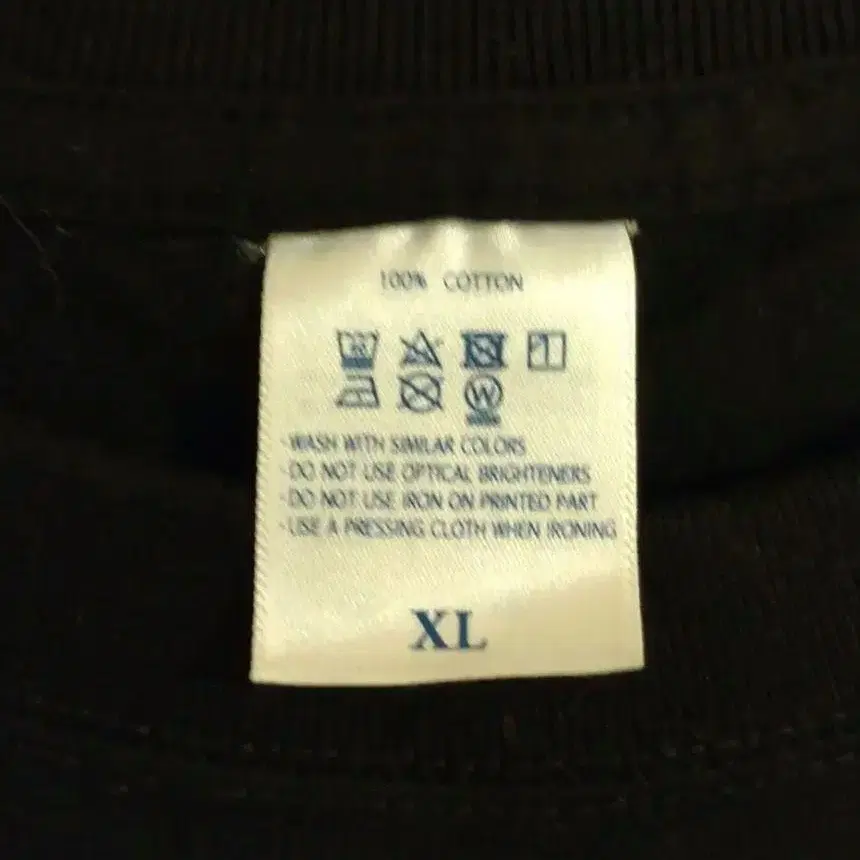 100% COTTON
W
-WASH WITH SIMILAR COLORS
-DO NOT USE OPTICAL BRIGHTENERS
-DO NOT USE IRON ON PRINTED PART
-USE A PRESSING CLOTH WHEN IRONING
XL